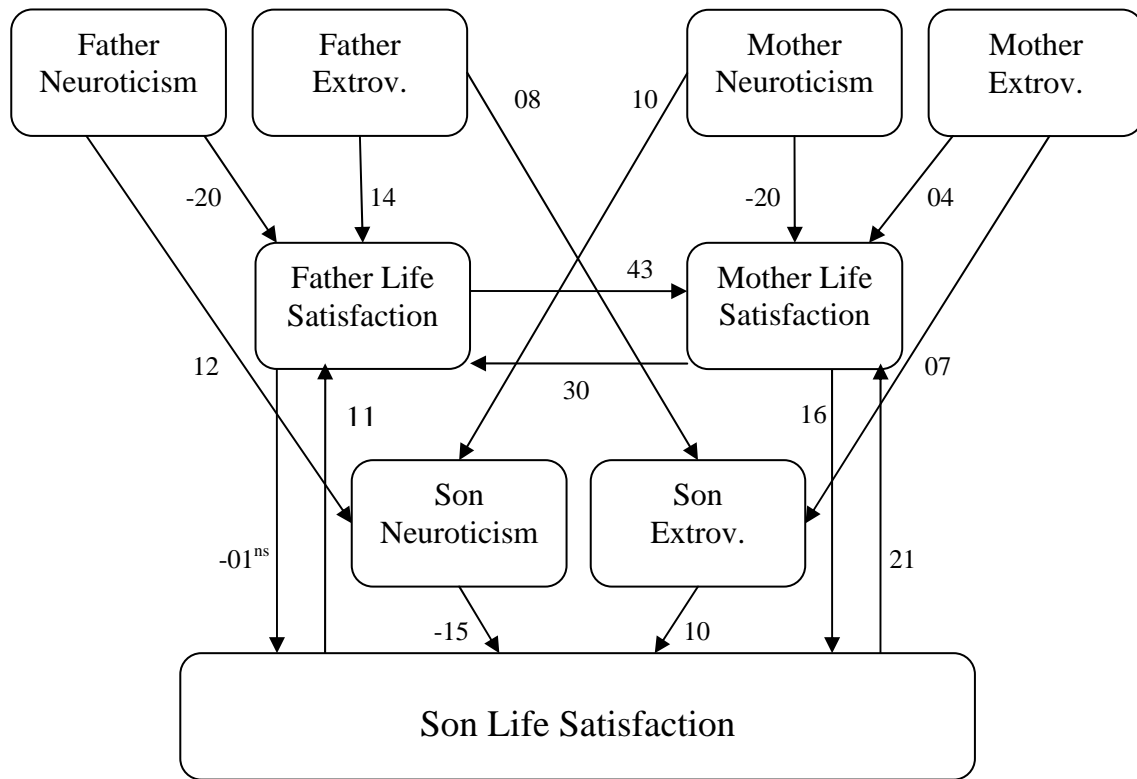 Father
Neuroticism
Father
Extrov.
Mother
Neuroticism
Mother
Extrov.
08
10
-20
14
-20
04
Father Life
Satisfaction
43
Mother Life
Satisfaction
12
30
07
11
16
Son
Neuroticism
Son
Extrov.
-01ns
21
-15
10
Son Life Satisfaction